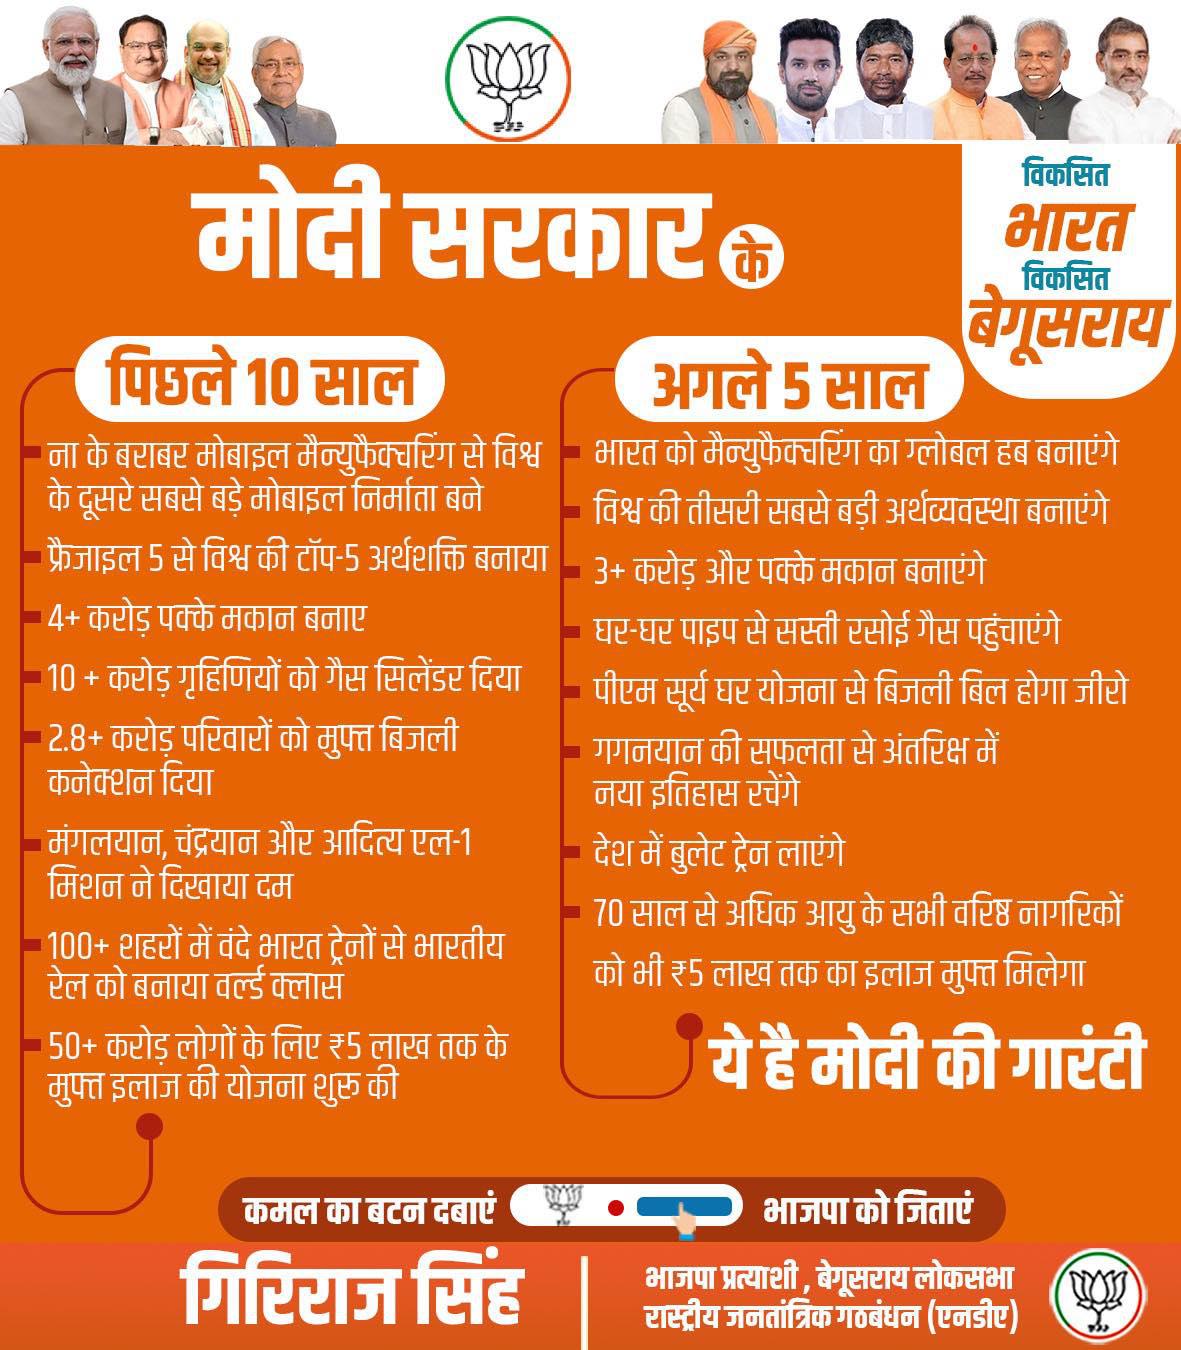 मोदी सरकार के
विकसित
भारत
विकसित
बेगूसराय
पिछले 10 साल
ना के बराबर मोबाइल मैन्युफैक्चरिंग से विश्व
के दूसरे सबसे बड़े मोबाइल निर्माता बने
फ्रैजाइल 5 से विश्व की टॉप-5 अर्थशक्ति बनाया
4+ करोड़ पक्के मकान बनाए
10 + करोड़ गृहिणियों को गैस सिलेंडर दिया
2.8+ करोड़ परिवारों को मुफ्त बिजली
कनेक्शन दिया
मंगलयान, चंद्रयान और आदित्य एल-1
मिशन ने दिखाया दम
100+ शहरों में वंदे भारत ट्रेनों से भारतीय
रेल को बनाया वर्ल्ड क्लास
50+ करोड़ लोगों के लिए ₹5 लाख तक के
मुफ्त इलाज की योजना शुरू की
अगले 5 साल
भारत को मैन्युफैक्चरिंग का ग्लोबल हब बनाएंगे
विश्व की तीसरी सबसे बड़ी अर्थव्यवस्था बनाएंगे
3+ करोड़ और पक्के मकान बनाएंगे
घर-घर पाइप से सस्ती रसोई गैस पहुंचाएंगे
पीएम सूर्य घर योजना से बिजली बिल होगा जीरो
गगनयान की सफलता से अंतरिक्ष में
नया इतिहास रचेंगे
देश में बुलेट ट्रेन लाएंगे
70 साल से अधिक आयु के सभी वरिष्ठ नागरिकों
को भी ₹5 लाख तक का इलाज मुफ्त मिलेगा
ये है मोदी की गारंटी
कमल का बटन दबाएं भाजपा को जिताएं
गिरिराज सिंह
भाजपा प्रत्याशी , बेगूसराय लोकसभा
रास्ट्रीय जनतांत्रिक गठबंधन (एनडीए)